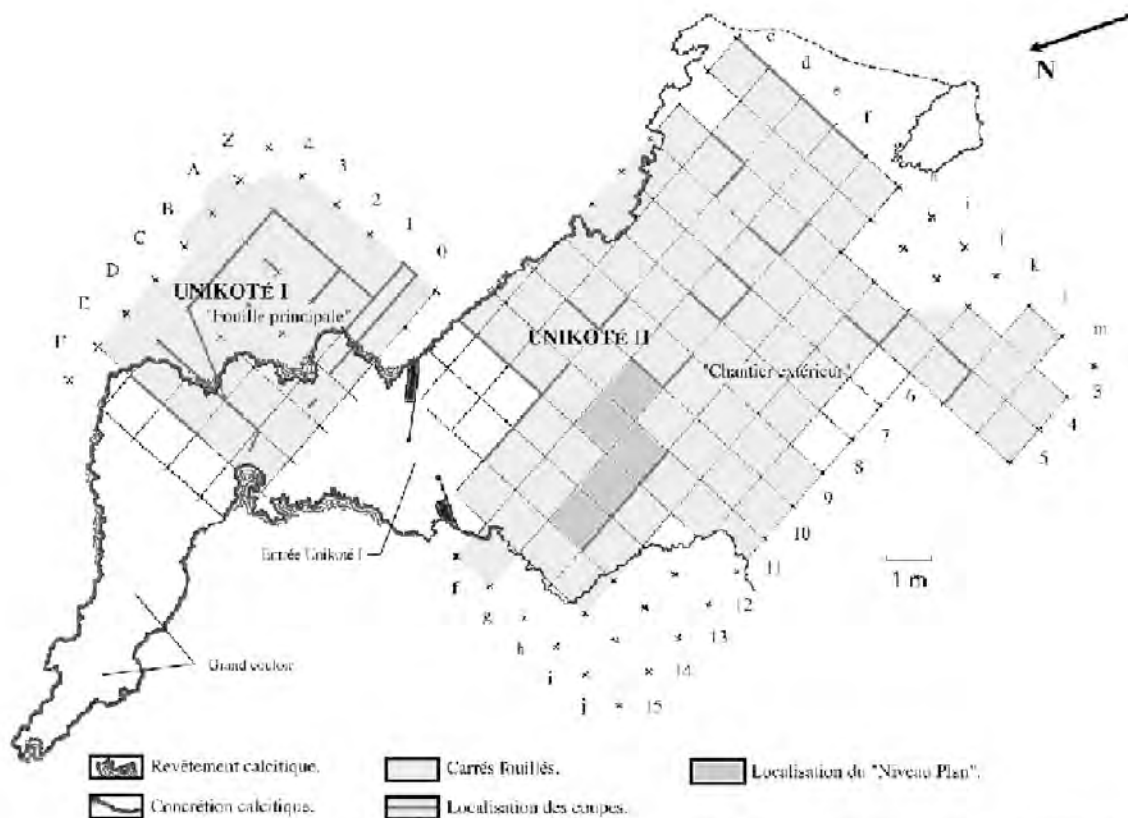 c
d
e
f
N
Z
4
A
3
B
2
C
1
D
0
E
F
UNIKOTÉ I
"Fouille principale"
i
j
k
l
m
UNIKOTÉ II
"Chantier extérieur"
3
4
5
6
7
8
9
10
11
12
13
14
15
1 m
Entrée Unikoté I
f
g
h
i
j
Grand couloir
Revêtement calcitique.
Carrés fouillés.
Localisation du "Niveau Plan".
Concrétion calcitique.
Localisation des coupes.